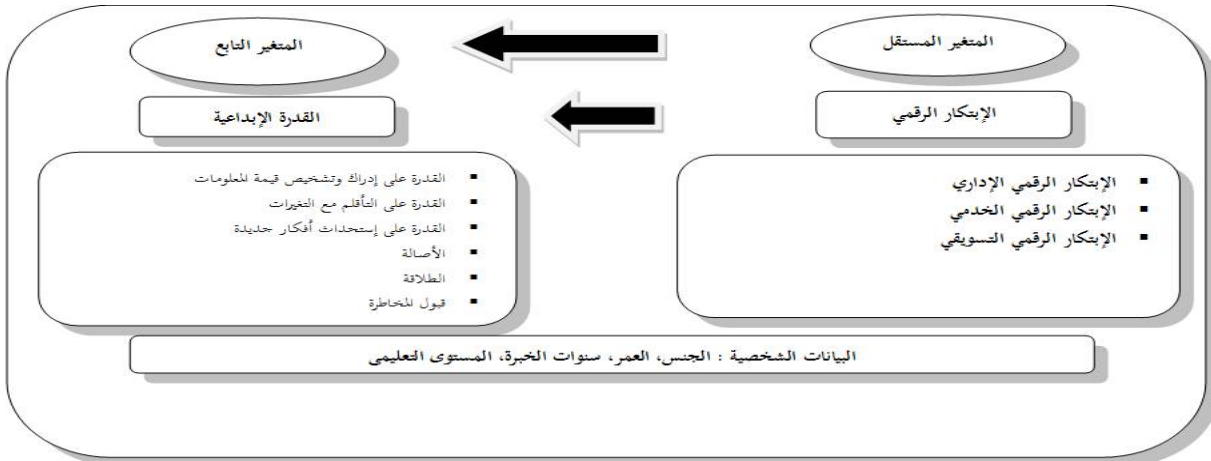 المتغير المستقل
المتغير التابع
الإبتكار الرقمي
القدرة الإبداعية
▪ الإبتكار الرقمي الإداري
▪ الإبتكار الرقمي الخدمي
▪ الإبتكار الرقمي التسويقي
▪ القدرة على إدراك وتشخيص قيمة المعلومات
▪ القدرة على التأقلم مع التغيرات
▪ القدرة على إستحداث أفكار جديدة
▪ الأصالة
▪ الطلاقة
▪ قبول المخاطرة
البيانات الشخصية : الجنس، العمر، سنوات الخبرة، المستوى التعليمي